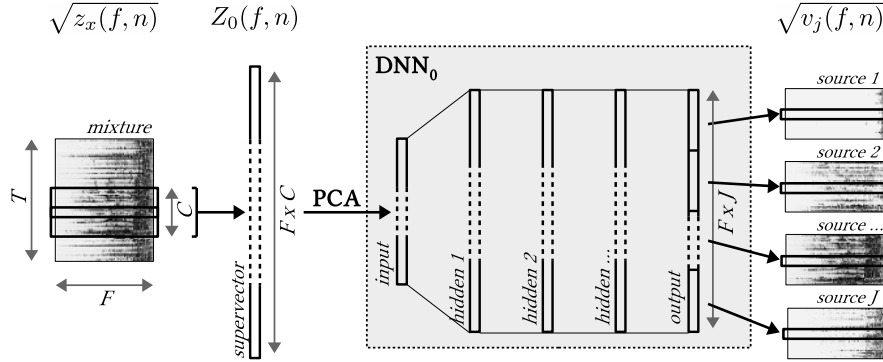 √z_x(f, n)
Z_0(f, n)
√v_j(f, n)
mixture
T
C
F
supervector
F x C
PCA
DNN_0
input
hidden 1
hidden 2
hidden ...
output
F x J
source 1
source 2
source ...
source J